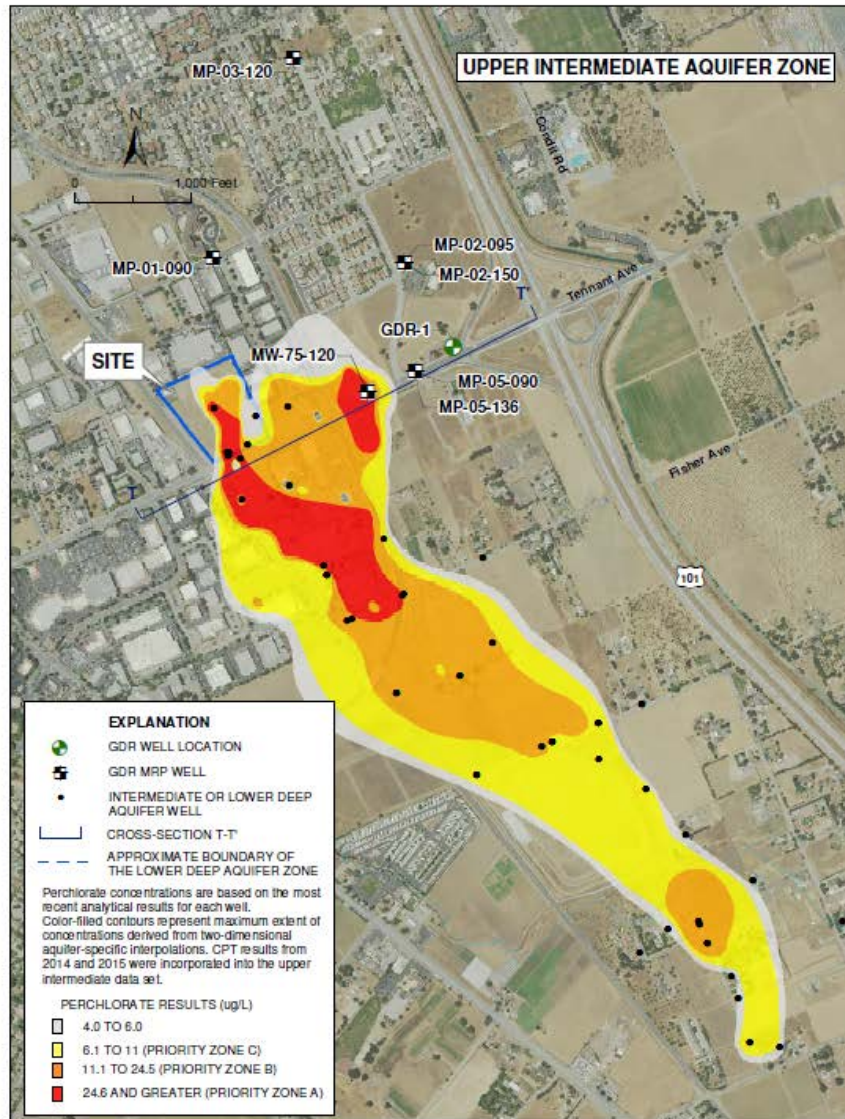 UPPER INTERMEDIATE AQUIFER ZONE
MP-03-120
N
Condit Rd
0 1,000 Feet
MP-01-090
MP-02-095
MP-02-150
T'
Tennant Ave
GDR-1
SITE
MW-75-120
MP-05-090
MP-05-136
Fisher Ave
T
101
EXPLANATION
GDR WELL LOCATION
GDR MRP WELL
INTERMEDIATE OR LOWER DEEP
AQUIFER WELL
CROSS-SECTION T-T'
APPROXIMATE BOUNDARY OF
THE LOWER DEEP AQUIFER ZONE
Perchlorate concentrations are based on the most
recent analytical results for each well.
Color-filled contours represent maximum extent of
concentrations derived from two-dimensional
aquifer-specific interpolations. CPT results from
2014 and 2015 were incorporated into the upper
intermediate data set.
PERCHLORATE RESULTS (ug/L)
4.0 TO 6.0
6.1 TO 11 (PRIORITY ZONE C)
11.1 TO 24.5 (PRIORITY ZONE B)
24.6 AND GREATER (PRIORITY ZONE A)